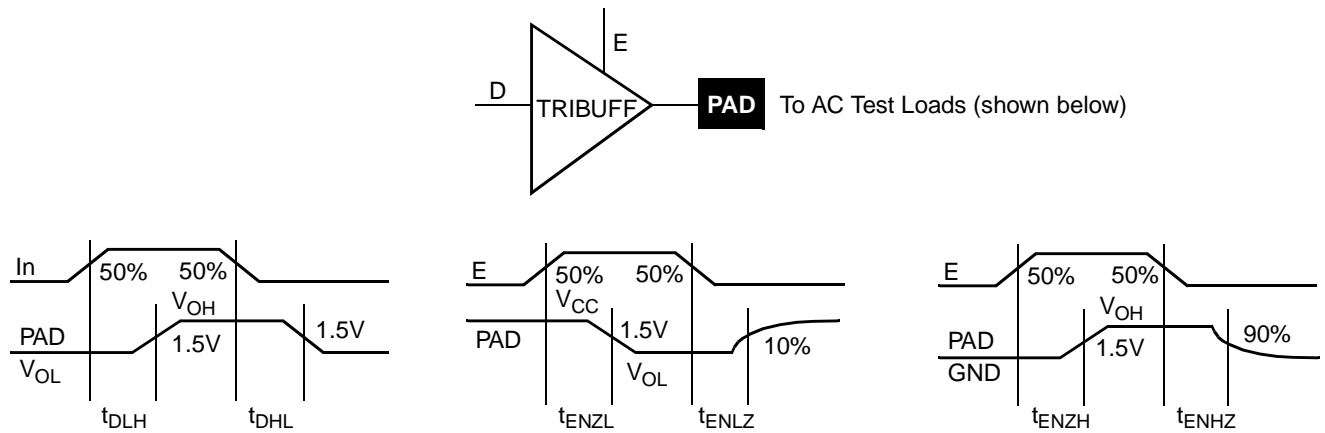 E
D
TRIBUFF
PAD
To AC Test Loads (shown below)
In
50%
50%
VOH
PAD
1.5V
1.5V
VOL
tDLH
tDHL
E
50%
50%
VCC
PAD
1.5V
10%
VOL
tENZL
tENLZ
E
50%
50%
VOH
PAD
1.5V
90%
GND
tENZH
tENHZ